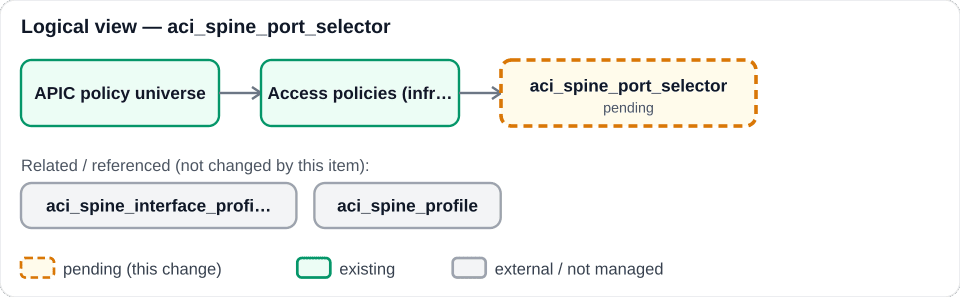 Logical view — aci_spine_port_selector
APIC policy universe
Access policies (infr…
aci_spine_port_selector
pending
Related / referenced (not changed by this item):
aci_spine_interface_profi…
aci_spine_profile
pending (this change)
existing
external / not managed